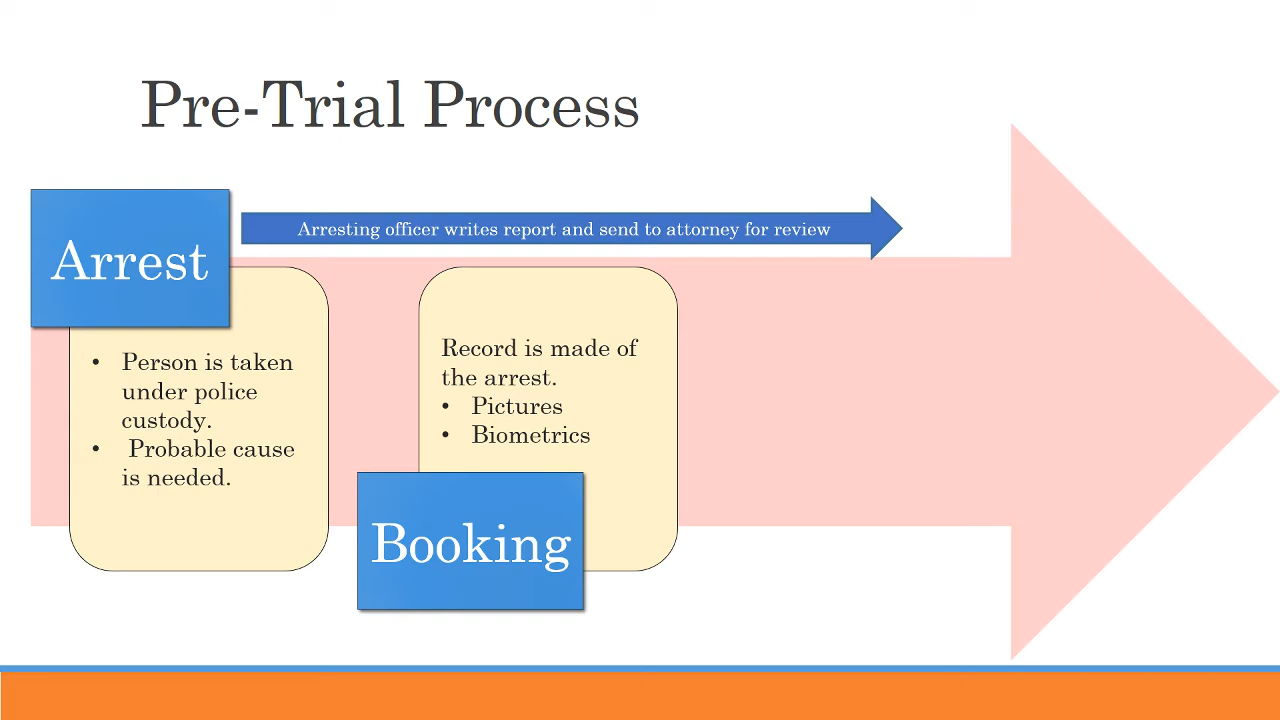 Pre-Trial Process
Arresting officer writes report and send to attorney for review
Arrest
• Person is taken
under police
custody.
• Probable cause
is needed.
Record is made of
the arrest.
• Pictures
• Biometrics
Booking